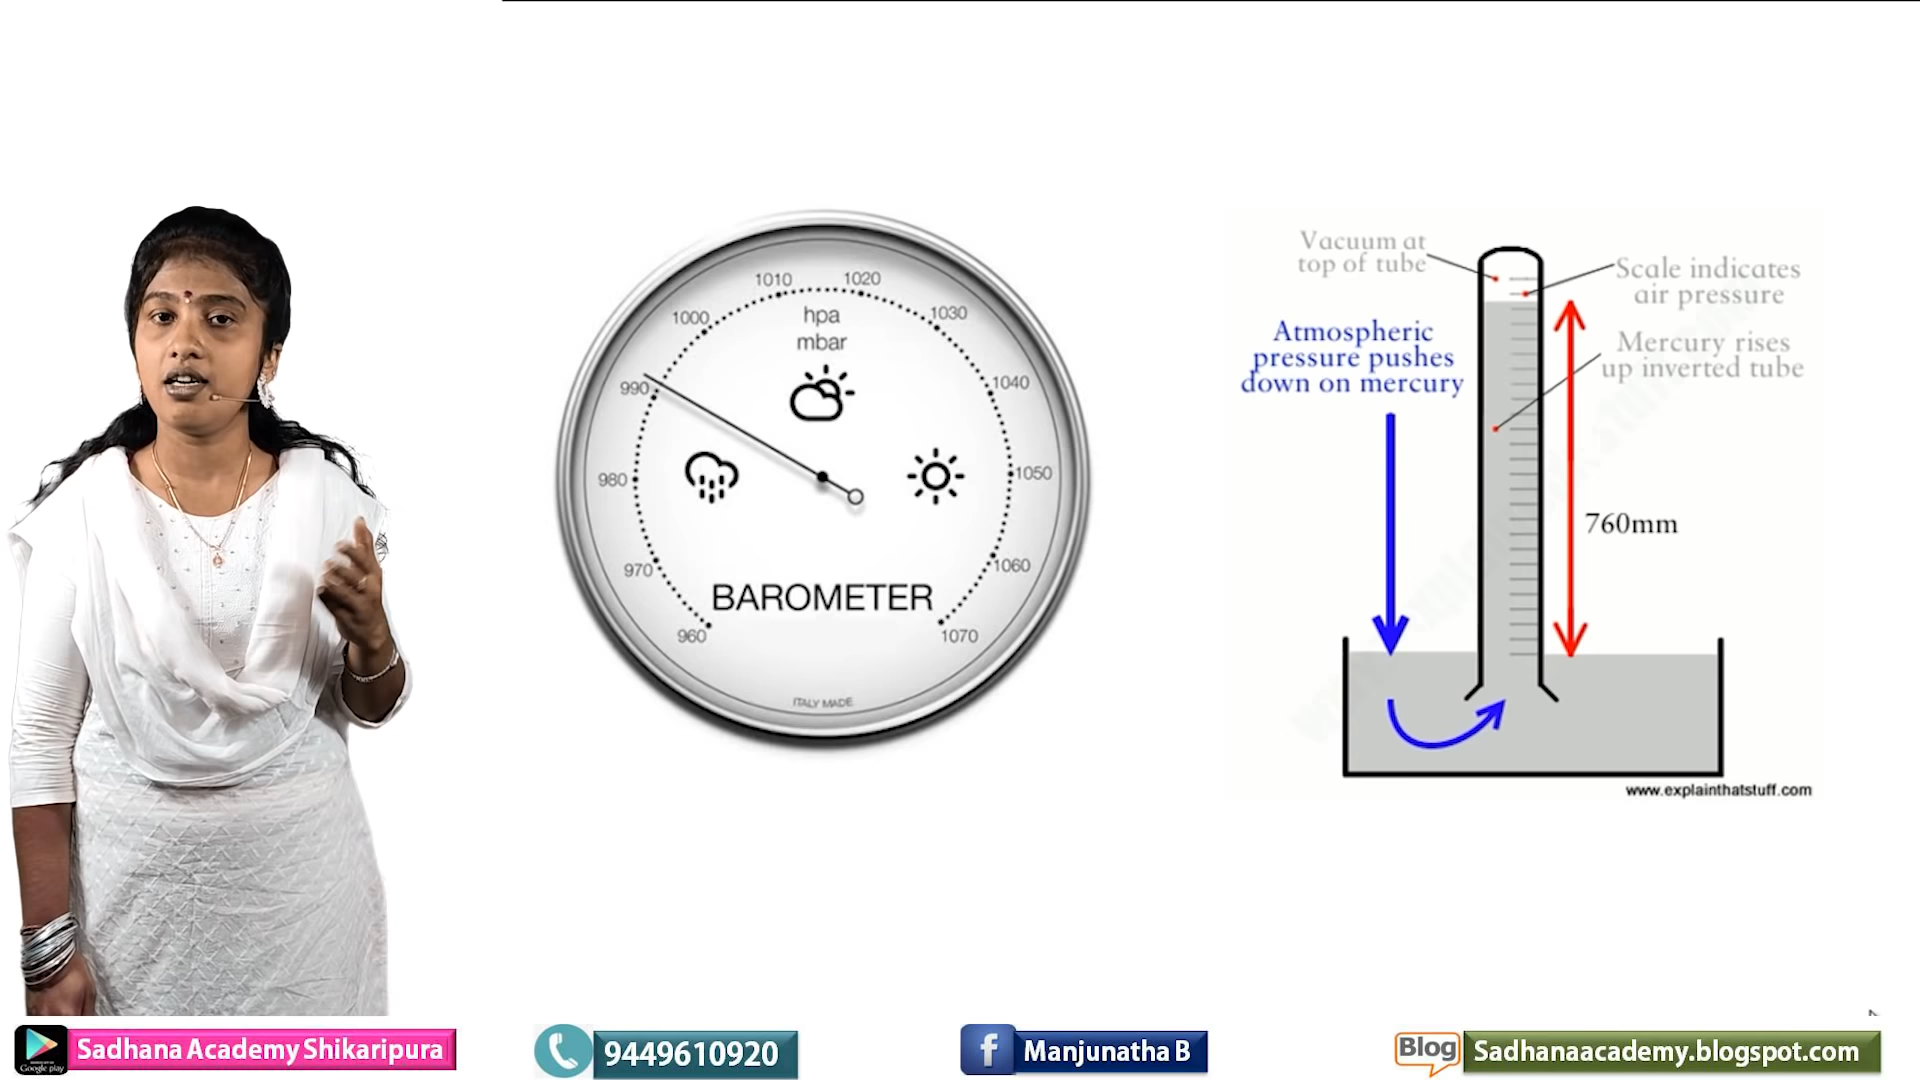 1010
1020
1000
1030
hpa
mbar
990
1040
980
1050
970
1060
BAROMETER
960
1070
ITALY MADE
Vacuum at
top of tube
Scale indicates
air pressure
Atmospheric
pressure pushes
down on mercury
Mercury rises
up inverted tube
760mm
www.explainthatstuff.com
Google play
Sadhana Academy Shikaripura
9449610920
f
Manjunatha B
Blog
Sadhanaacademy.blogspot.com